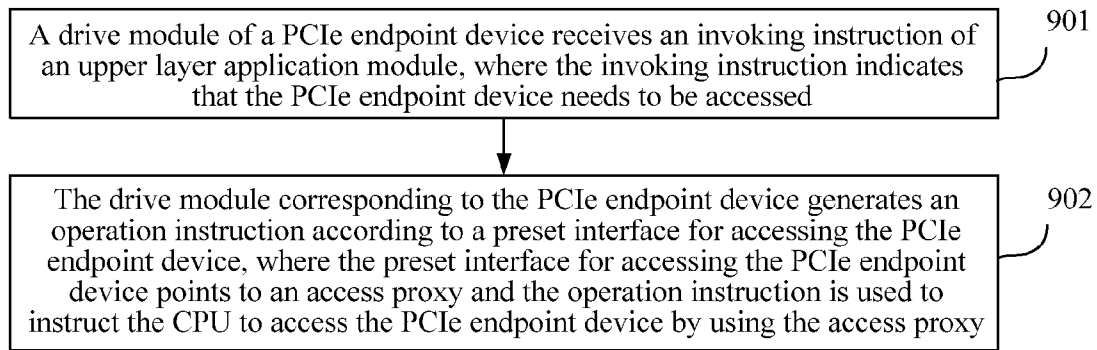 A drive module of a PCIe endpoint device receives an invoking instruction of
an upper layer application module, where the invoking instruction indicates
that the PCIe endpoint device needs to be accessed
901
The drive module corresponding to the PCIe endpoint device generates an
operation instruction according to a preset interface for accessing the PCIe
endpoint device, where the preset interface for accessing the PCIe endpoint
device points to an access proxy and the operation instruction is used to
instruct the CPU to access the PCIe endpoint device by using the access proxy
902